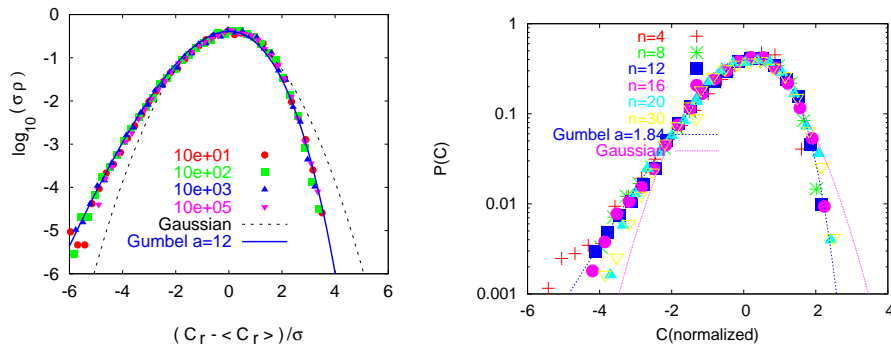 log10 (σρ)
0
-1
-2
-3
-4
-5
-6
-6 -4 -2 0 2 4 6
10e+01
10e+02
10e+03
10e+05
Gaussian
Gumbel a=12
( Cr - < Cr > ) / σ
P(C)
1
0.1
0.01
0.001
-6 -4 -2 0 2 4
n=4
n=8
n=12
n=16
n=20
n=30
Gumbel a=1.84
Gaussian
C(normalized)